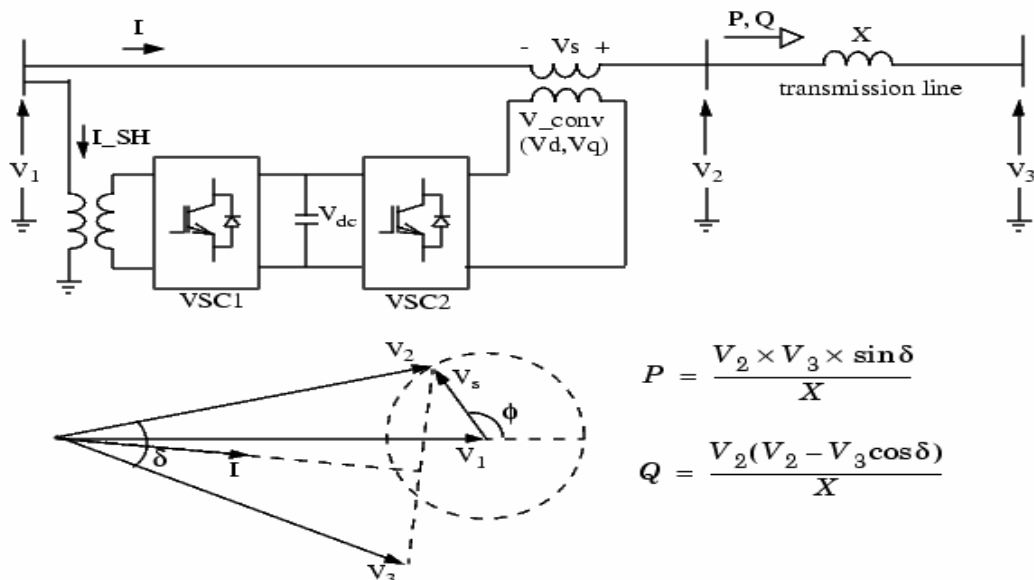 I
- Vs +
P, Q
X
transmission line
V_conv
(Vd,Vq)
I_SH
V1
V2
V3
Vdc
VSC1
VSC2
V2
Vs
ϕ
V1
δ
I
V3
P = V2 × V3 × sin δ / X
Q = V2(V2 − V3cos δ) / X